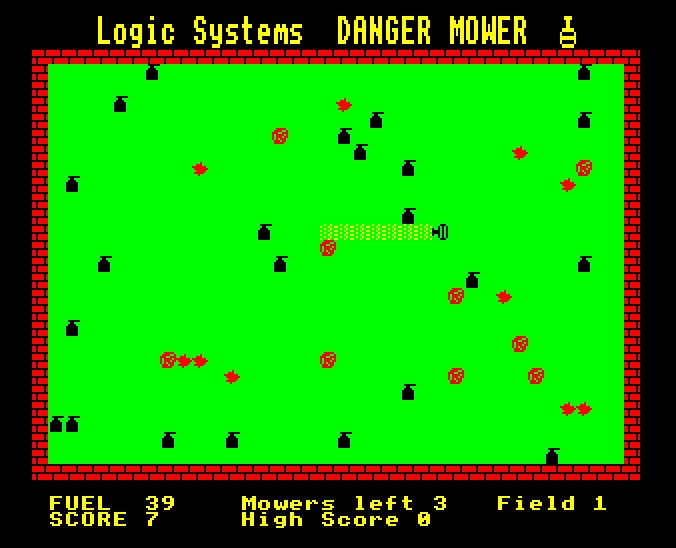 Logic Systems DANGER MOWER
FUEL 39 Mowers left 3 Field 1
SCORE 7 High Score 0